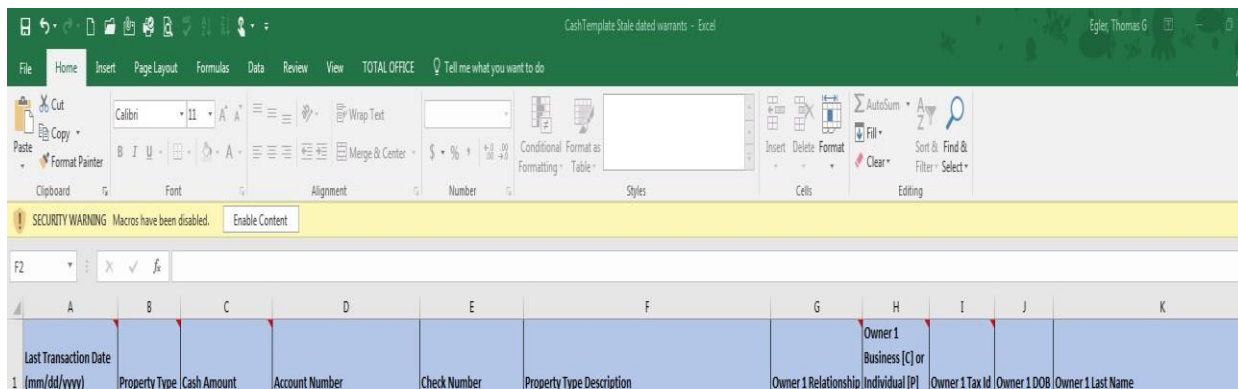 CashTemplate Stale dated warrants - Excel
Egler, Thomas G
File Home Insert Page Layout Formulas Data Review View TOTAL OFFICE Tell me what you want to do
Cut
Copy
Format Painter
Paste
Clipboard
Calibri 11 A A
B I U A
Font
Wrap Text
Merge & Center
Alignment
$ % ,
Number
Conditional Formatting
Format as Table
Styles
Insert Delete Format
Cells
AutoSum
Fill
Clear
Sort & Filter
Find & Select
Editing
SECURITY WARNING Macros have been disabled. Enable Content
F2 fx
A B C D E F G H I J K
1 Last Transaction Date (mm/dd/yyyy) Property Type Cash Amount Account Number Check Number Property Type Description Owner 1 Relationship Owner 1 Business [C] or Individual [P] Owner 1 Tax Id Owner 1 DOB Owner 1 Last Name